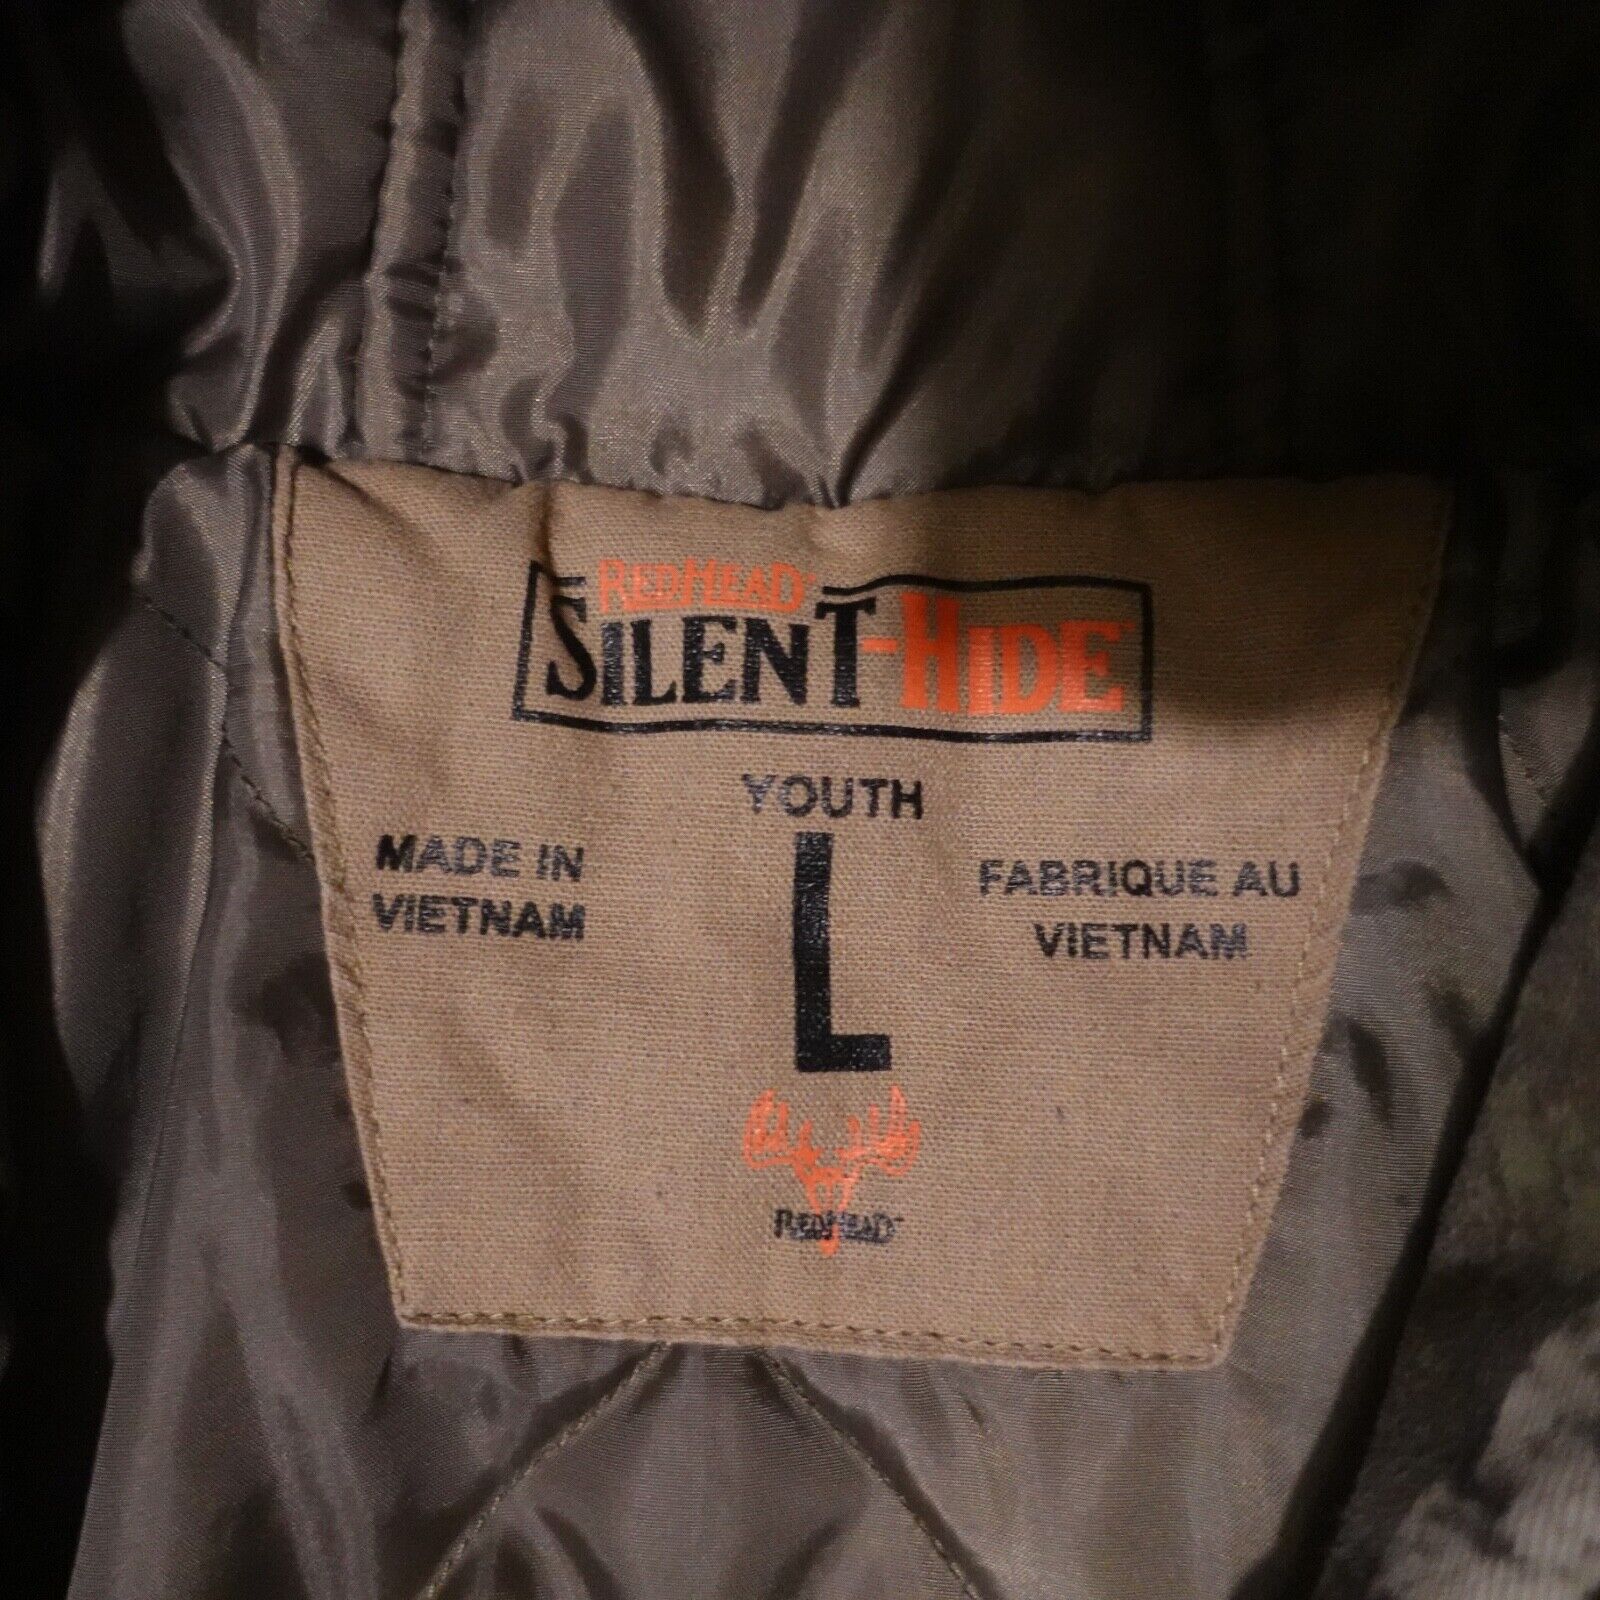 REDHEAD
SILENT-HIDE
YOUTH
MADE IN
VIETNAM
L
FABRIQUE AU
VIETNAM
REDHEAD